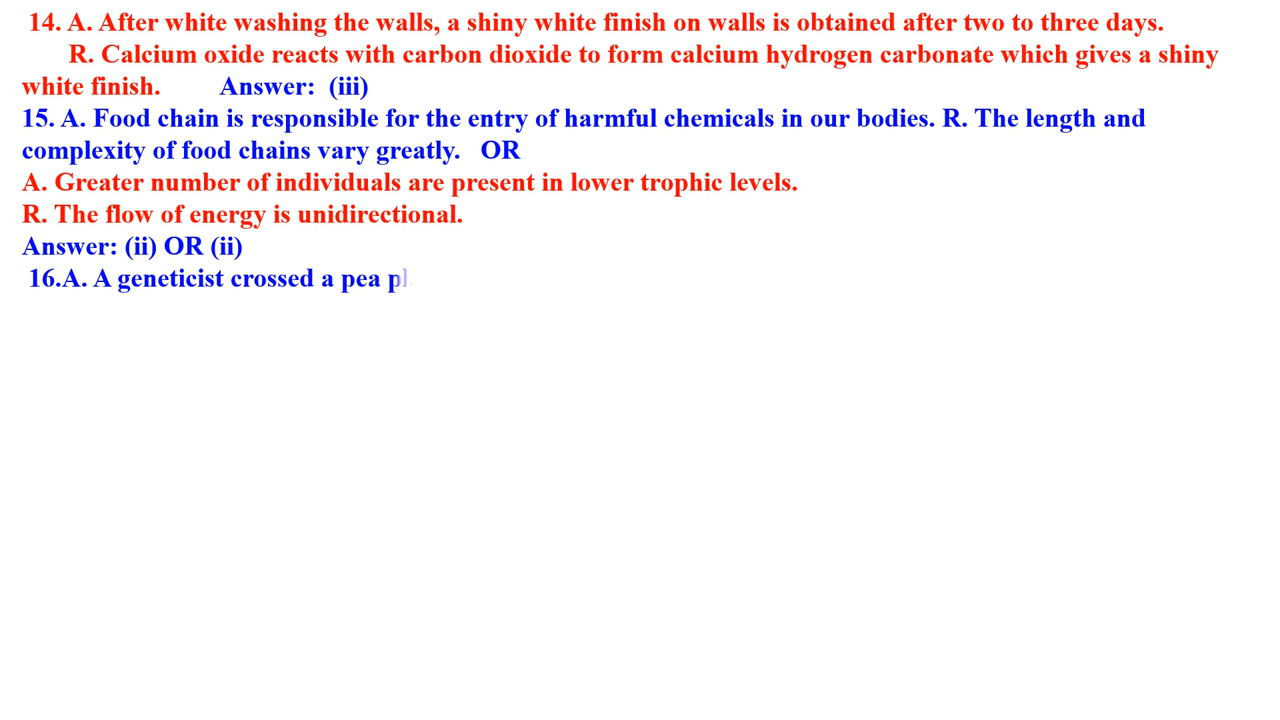 14. A. After white washing the walls, a shiny white finish on walls is obtained after two to three days.
R. Calcium oxide reacts with carbon dioxide to form calcium hydrogen carbonate which gives a shiny
white finish. Answer: (iii)
15. A. Food chain is responsible for the entry of harmful chemicals in our bodies. R. The length and
complexity of food chains vary greatly. OR
A. Greater number of individuals are present in lower trophic levels.
R. The flow of energy is unidirectional.
Answer: (ii) OR (ii)
16.A. A geneticist crossed a pea